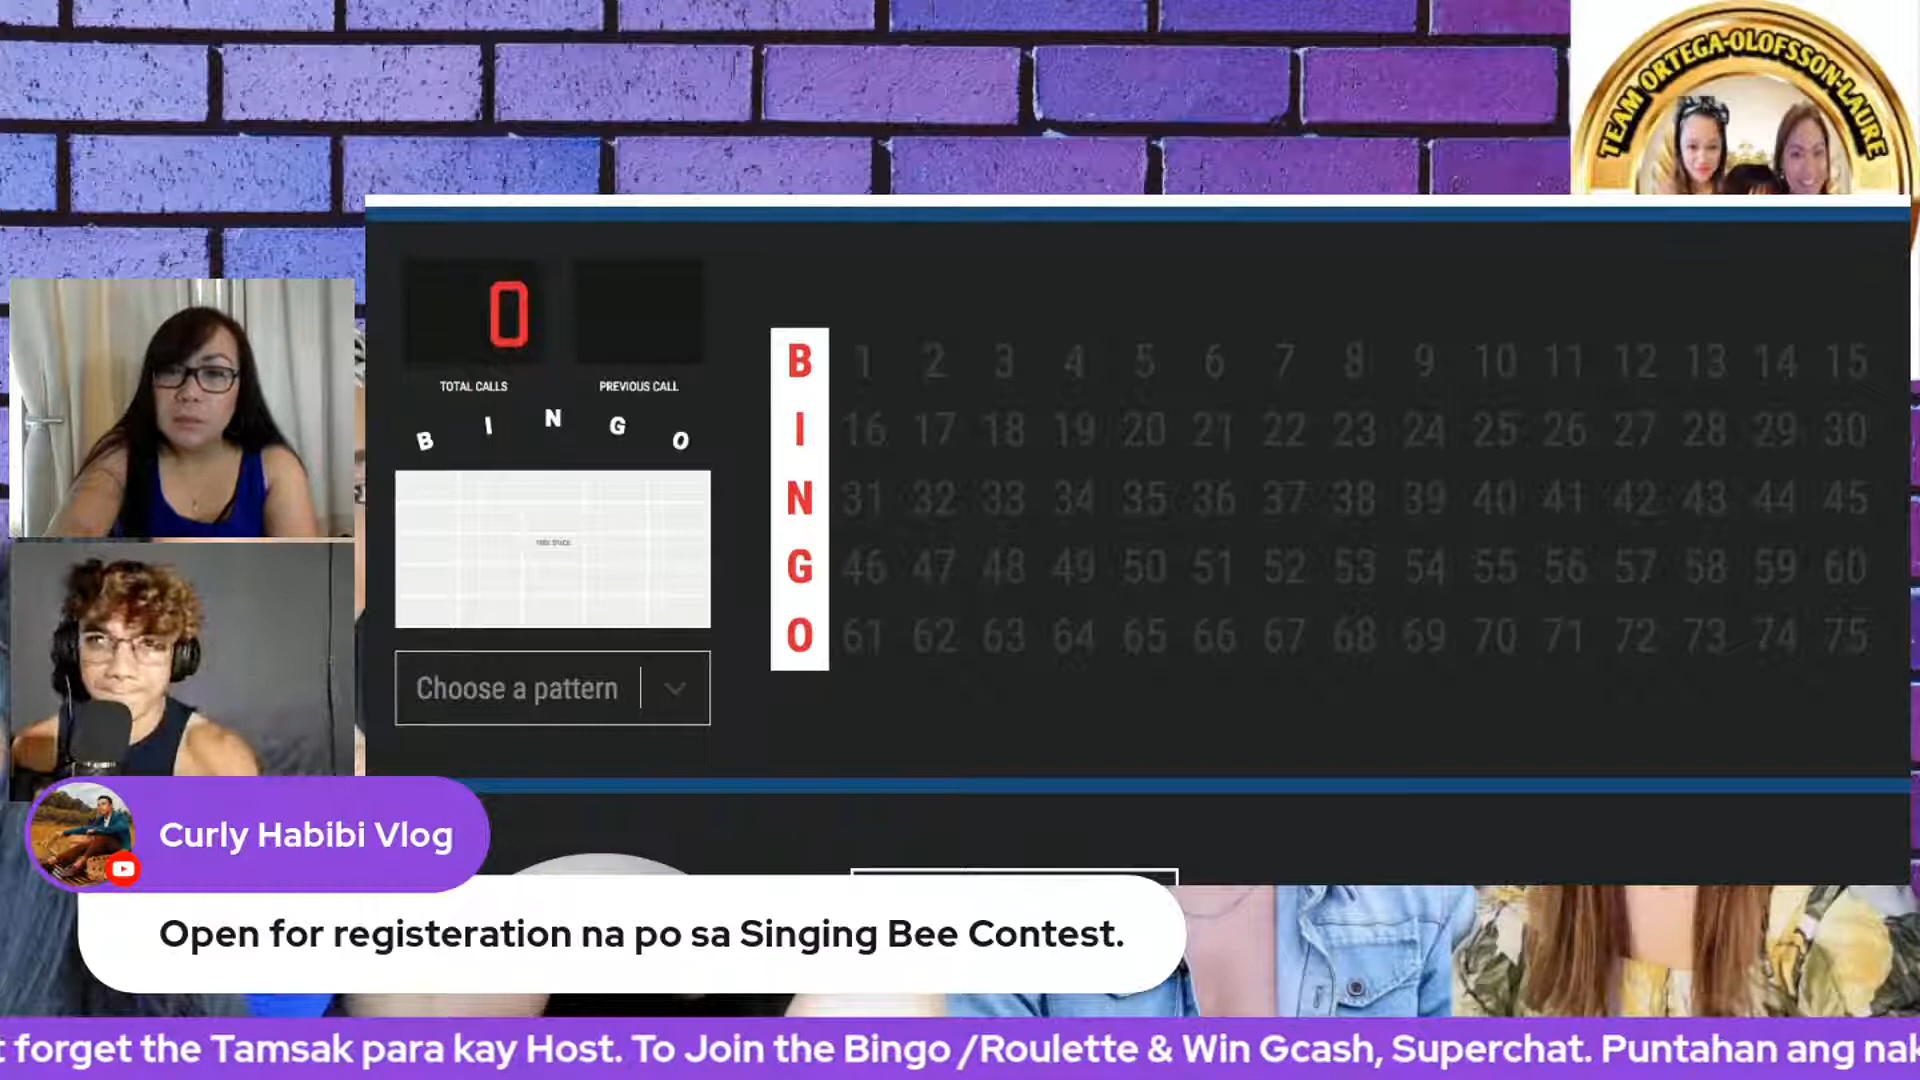 TEAM ORTEGA-OLOFSSON-LAURE
0
TOTAL CALLS
PREVIOUS CALL
B I N G O
FREE SPACE
Choose a pattern
B 1 2 3 4 5 6 7 8 9 10 11 12 13 14 15
I 16 17 18 19 20 21 22 23 24 25 26 27 28 29 30
N 31 32 33 34 35 36 37 38 39 40 41 42 43 44 45
G 46 47 48 49 50 51 52 53 54 55 56 57 58 59 60
O 61 62 63 64 65 66 67 68 69 70 71 72 73 74 75
Curly Habibi Vlog
Open for registeration na po sa Singing Bee Contest.
t forget the Tamsak para kay Host. To Join the Bingo /Roulette & Win Gcash, Superchat. Puntahan ang nak